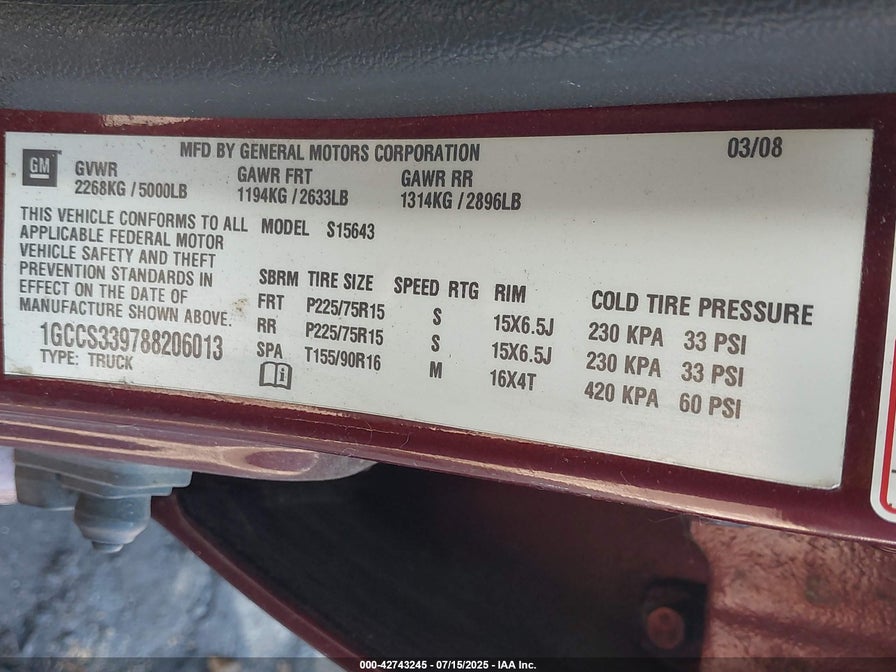 MFD BY GENERAL MOTORS CORPORATION 03/08
GM
GVWR GAWR FRT GAWR RR
2268KG / 5000LB 1194KG / 2633LB 1314KG / 2896LB
THIS VEHICLE CONFORMS TO ALL
APPLICABLE FEDERAL MOTOR
VEHICLE SAFETY AND THEFT
PREVENTION STANDARDS IN
EFFECT ON THE DATE OF
MANUFACTURE SHOWN ABOVE.
1GCCS339788206013
TYPE: TRUCK
MODEL S15643
SBRM TIRE SIZE SPEED RTG RIM COLD TIRE PRESSURE
FRT P225/75R15 S 15X6.5J 230 KPA 33 PSI
RR P225/75R15 S 15X6.5J 230 KPA 33 PSI
SPA T155/90R16 M 16X4T 420 KPA 60 PSI
000-42743245 - 07/15/2025 - IAA Inc.